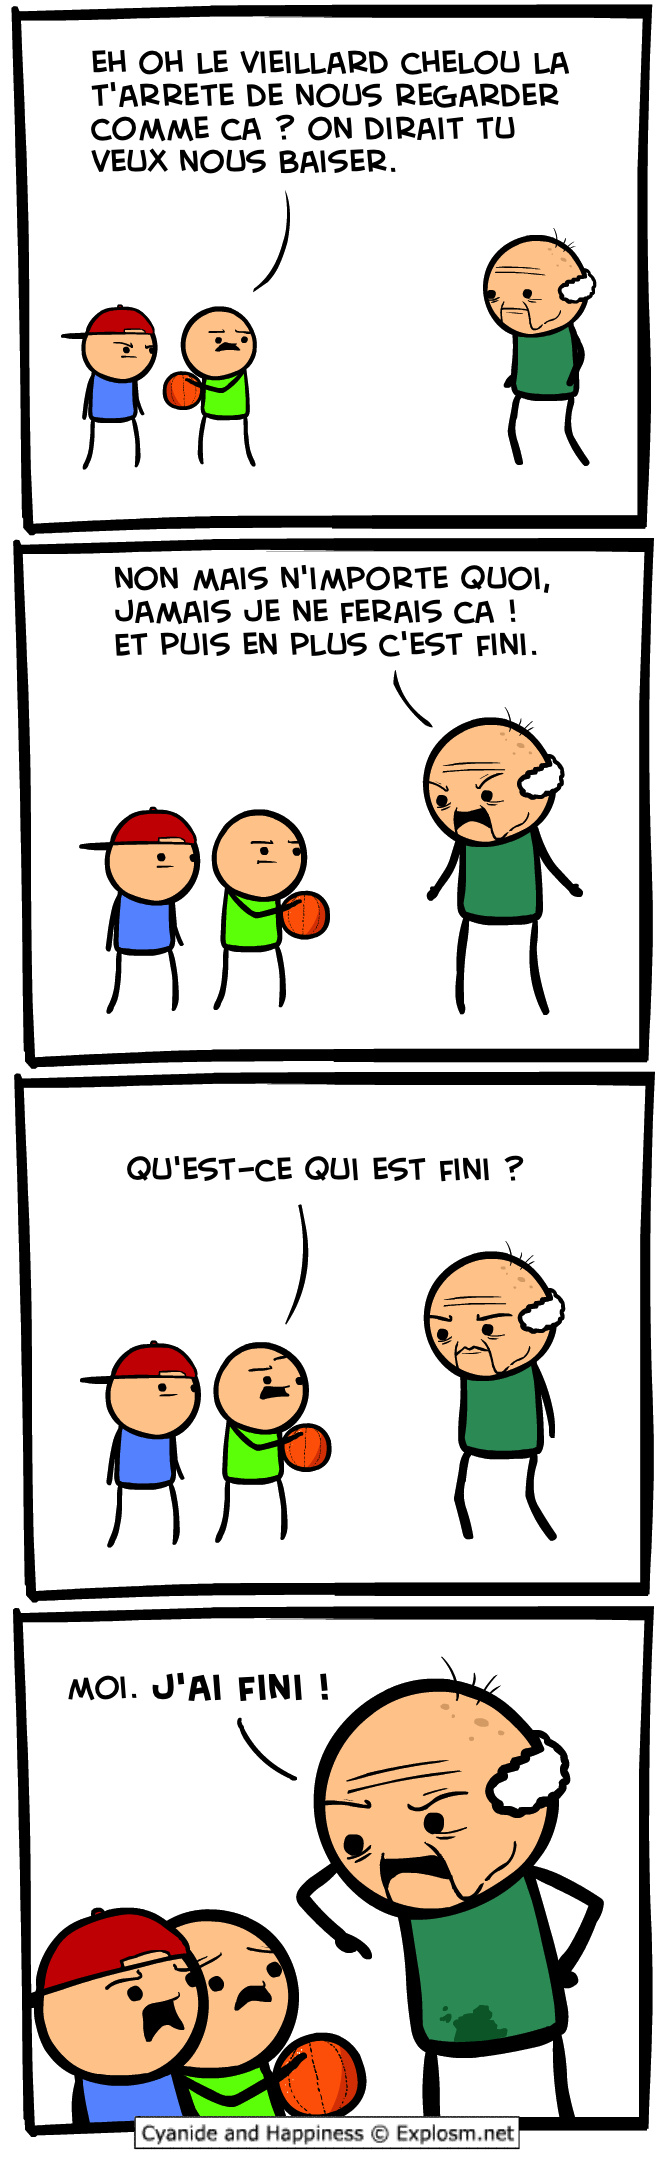 EH OH LE VIEILLARD CHELOU LA
T'ARRETE DE NOUS REGARDER
COMME CA ? ON DIRAIT TU
VEUX NOUS BAISER.
NON MAIS N'IMPORTE QUOI,
JAMAIS JE NE FERAIS CA !
ET PUIS EN PLUS C'EST FINI.
QU'EST-CE QUI EST FINI ?
MOI. J'AI FINI !
Cyanide and Happiness © Explosm.net